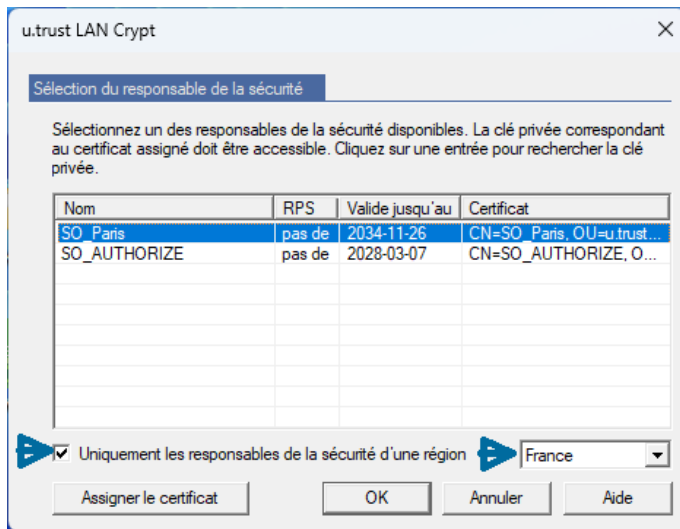 u.trust LAN Crypt
Sélection du responsable de la sécurité
Sélectionnez un des responsables de la sécurité disponibles. La clé privée correspondant
au certificat assigné doit être accessible. Cliquez sur une entrée pour rechercher la clé
privée.
Nom RPS Valide jusqu'au Certificat
SO_Paris pas de 2034-11-26 CN=SO_Paris, OU=u.trust...
SO_AUTHORIZE pas de 2028-03-07 CN=SO_AUTHORIZE, O...
Uniquement les responsables de la sécurité d'une région France
Assigner le certificat OK Annuler Aide